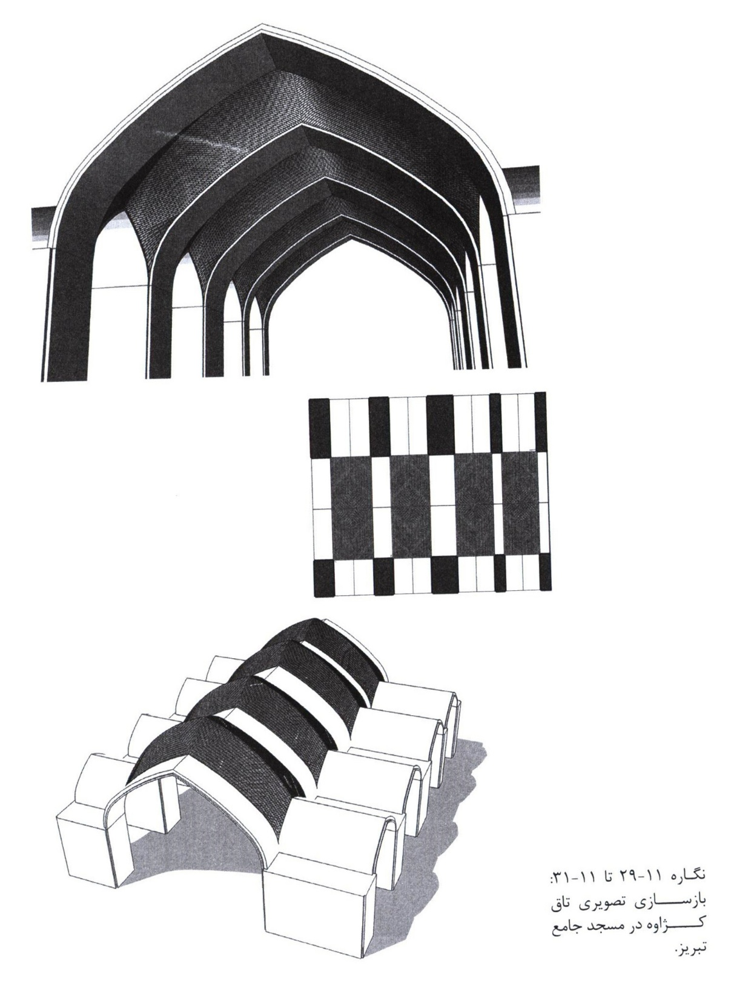 نگاره ۱۱-۲۹ تا ۱۱-۳۱:
بازسازی تصویری تاق
کژاوه در مسجد جامع
تبریز.